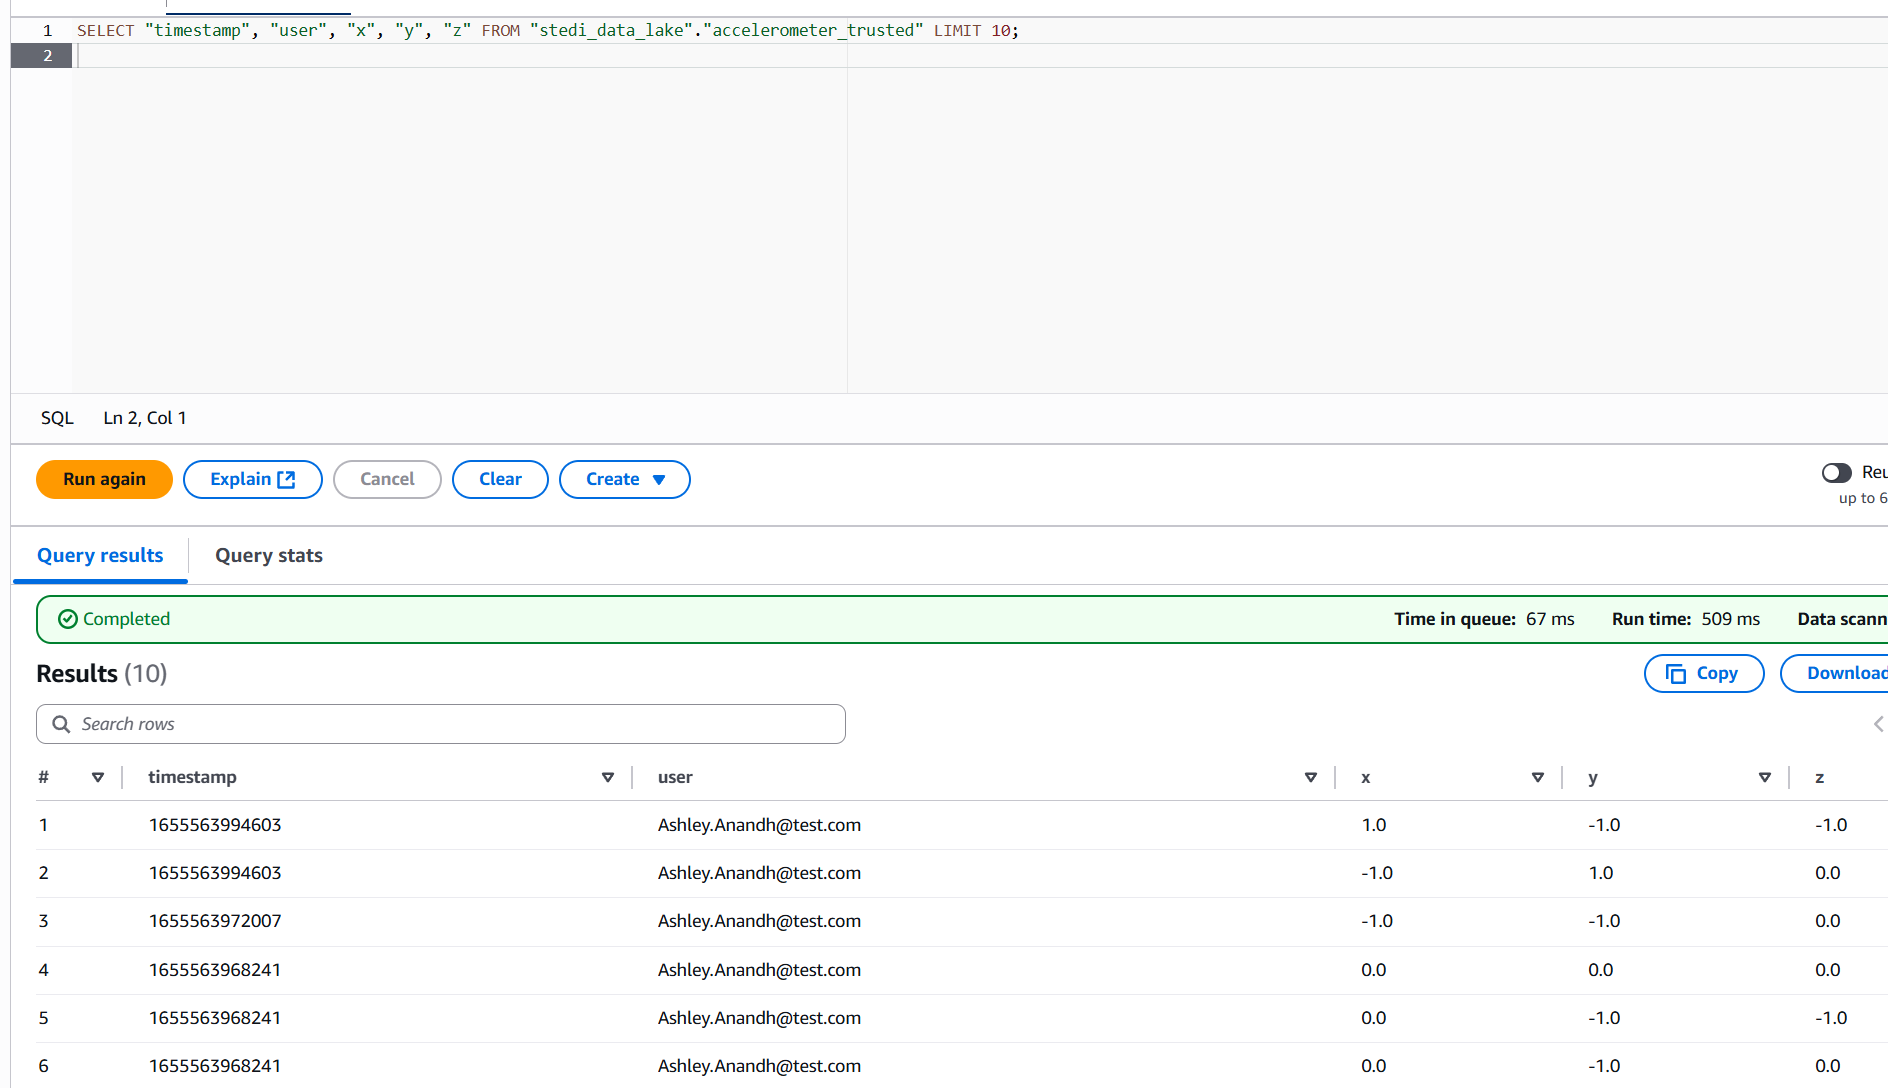 1 SELECT "timestamp", "user", "x", "y", "z" FROM "stedi_data_lake"."accelerometer_trusted" LIMIT 10;
2
SQL Ln 2, Col 1
Run again Explain Cancel Clear Create
Reu
up to 6
Query results Query stats
Completed Time in queue: 67 ms Run time: 509 ms Data scann
Results (10) Copy Download
Search rows
# timestamp user x y z
1 1655563994603 Ashley.Anandh@test.com 1.0 -1.0 -1.0
2 1655563994603 Ashley.Anandh@test.com -1.0 1.0 0.0
3 1655563972007 Ashley.Anandh@test.com -1.0 -1.0 0.0
4 1655563968241 Ashley.Anandh@test.com 0.0 0.0 0.0
5 1655563968241 Ashley.Anandh@test.com 0.0 -1.0 -1.0
6 1655563968241 Ashley.Anandh@test.com 0.0 -1.0 0.0